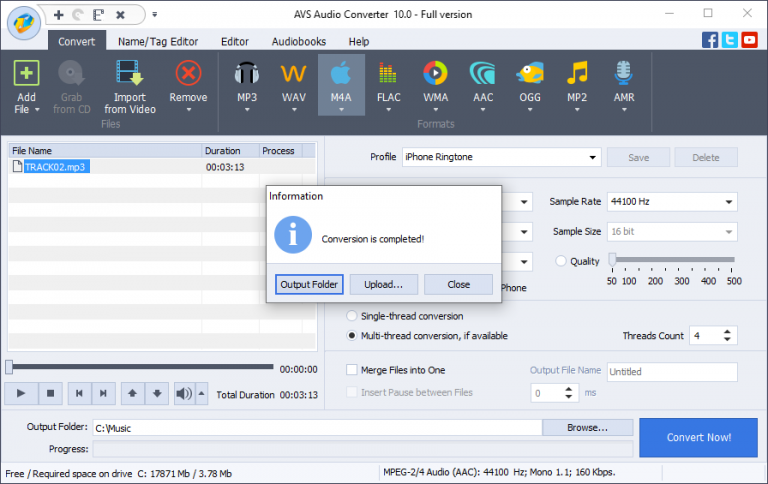 AVS Audio Converter 10.0 - Full version
Convert Name/Tag Editor Editor Audiobooks Help
Add File
Grab from CD
Import from Video
Remove
Files
MP3 WAV M4A FLAC WMA AAC OGG MP2 AMR
Formats
File Name Duration Process
TRACK02.mp3 00:03:13
Profile iPhone Ringtone Save Delete
Sample Rate 44100 Hz
Sample Size 16 bit
Quality
50 100 200 300 400 500
Phone
Information
Conversion is completed!
Output Folder Upload... Close
Single-thread conversion
Multi-thread conversion, if available Threads Count 4
00:00:00
Merge Files into One Output File Name Untitled
Insert Pause between Files 0 ms
Total Duration 00:03:13
Output Folder: C:\Music Browse...
Progress:
Convert Now!
Free / Required space on drive C: 17871 Mb / 3.78 Mb MPEG-2/4 Audio (AAC): 44100 Hz; Mono 1.1; 160 Kbps.